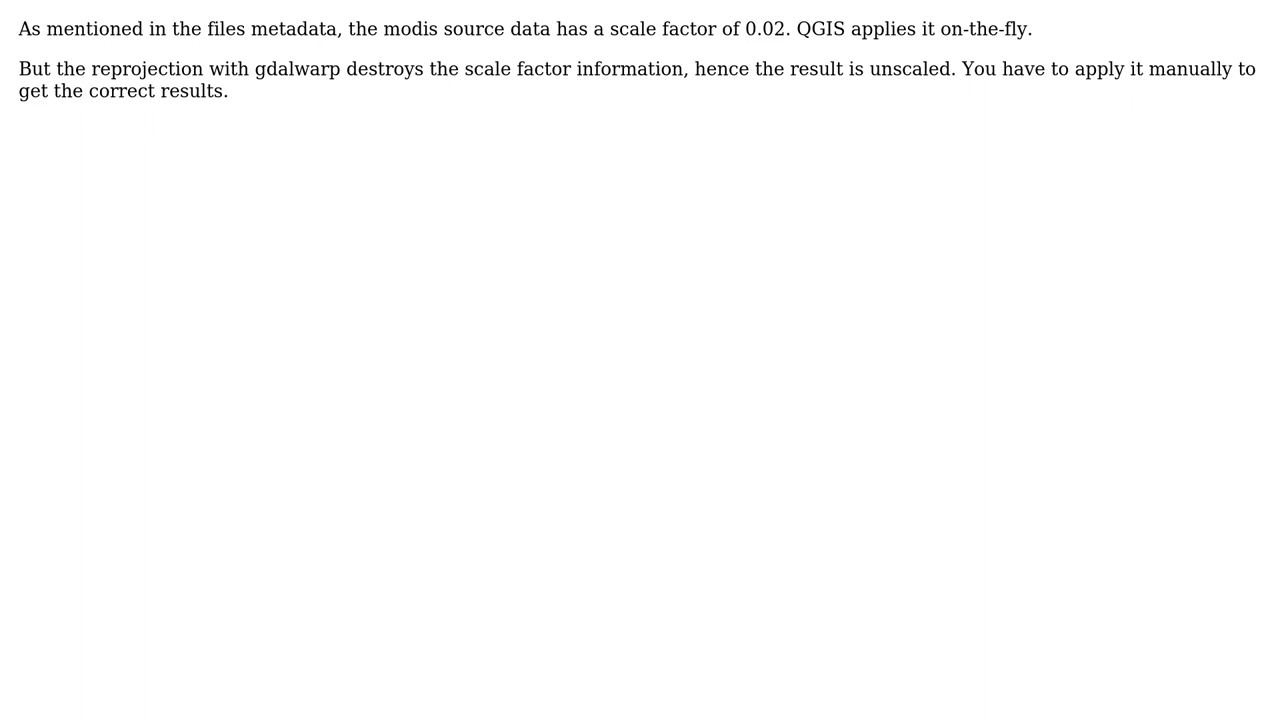 As mentioned in the files metadata, the modis source data has a scale factor of 0.02. QGIS applies it on-the-fly.
But the reprojection with gdalwarp destroys the scale factor information, hence the result is unscaled. You have to apply it manually to
get the correct results.